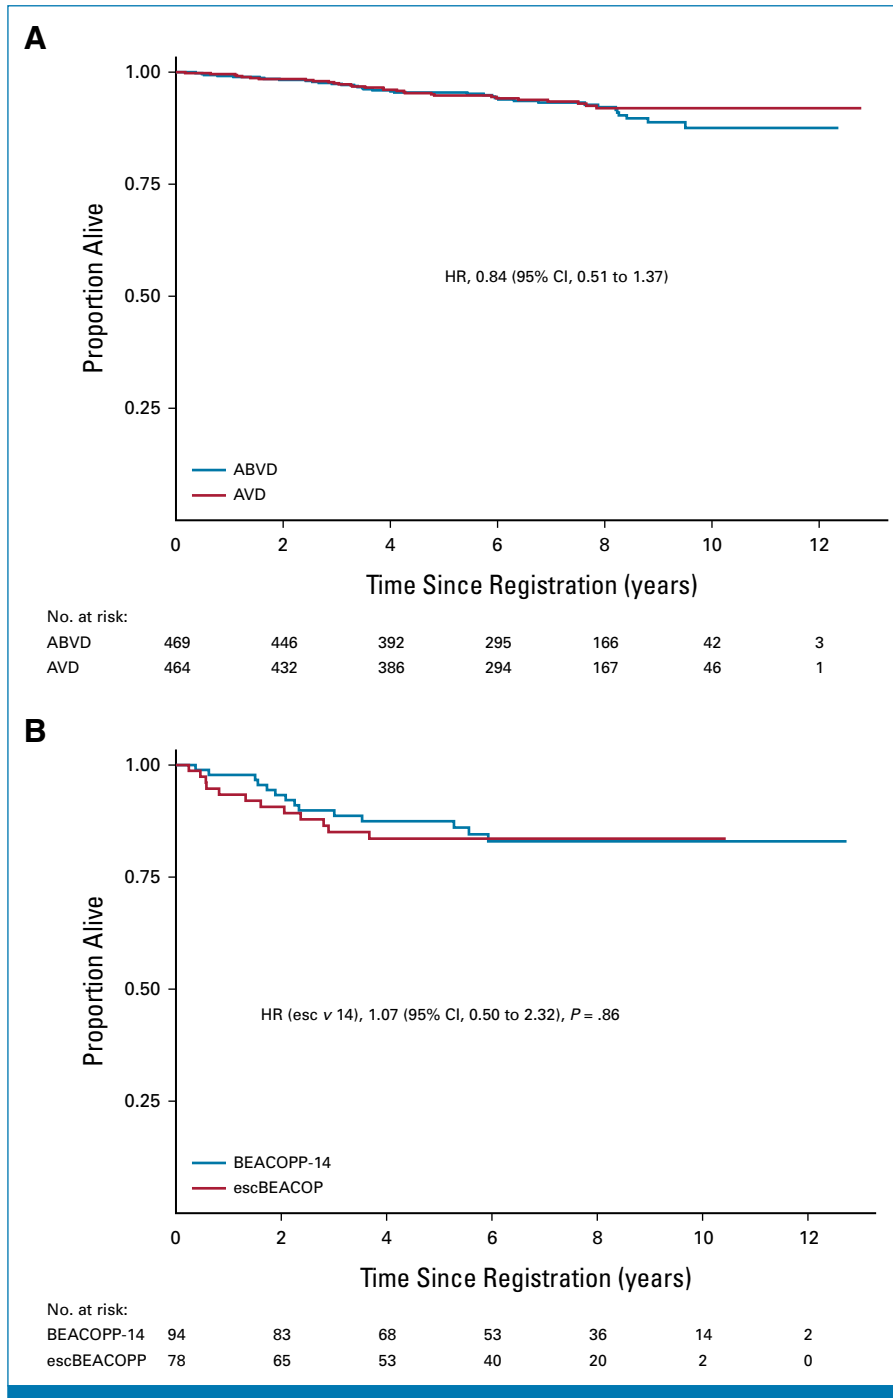 A
1.00
0.75
0.50
0.25
Proportion Alive
HR, 0.84 (95% CI, 0.51 to 1.37)
ABVD
AVD
0 2 4 6 8 10 12
Time Since Registration (years)
No. at risk:
ABVD 469 446 392 295 166 42 3
AVD 464 432 386 294 167 46 1
B
1.00
0.75
0.50
0.25
Proportion Alive
HR (esc v 14), 1.07 (95% CI, 0.50 to 2.32), P = .86
BEACOPP-14
escBEACOP
0 2 4 6 8 10 12
Time Since Registration (years)
No. at risk:
BEACOPP-14 94 83 68 53 36 14 2
escBEACOPP 78 65 53 40 20 2 0